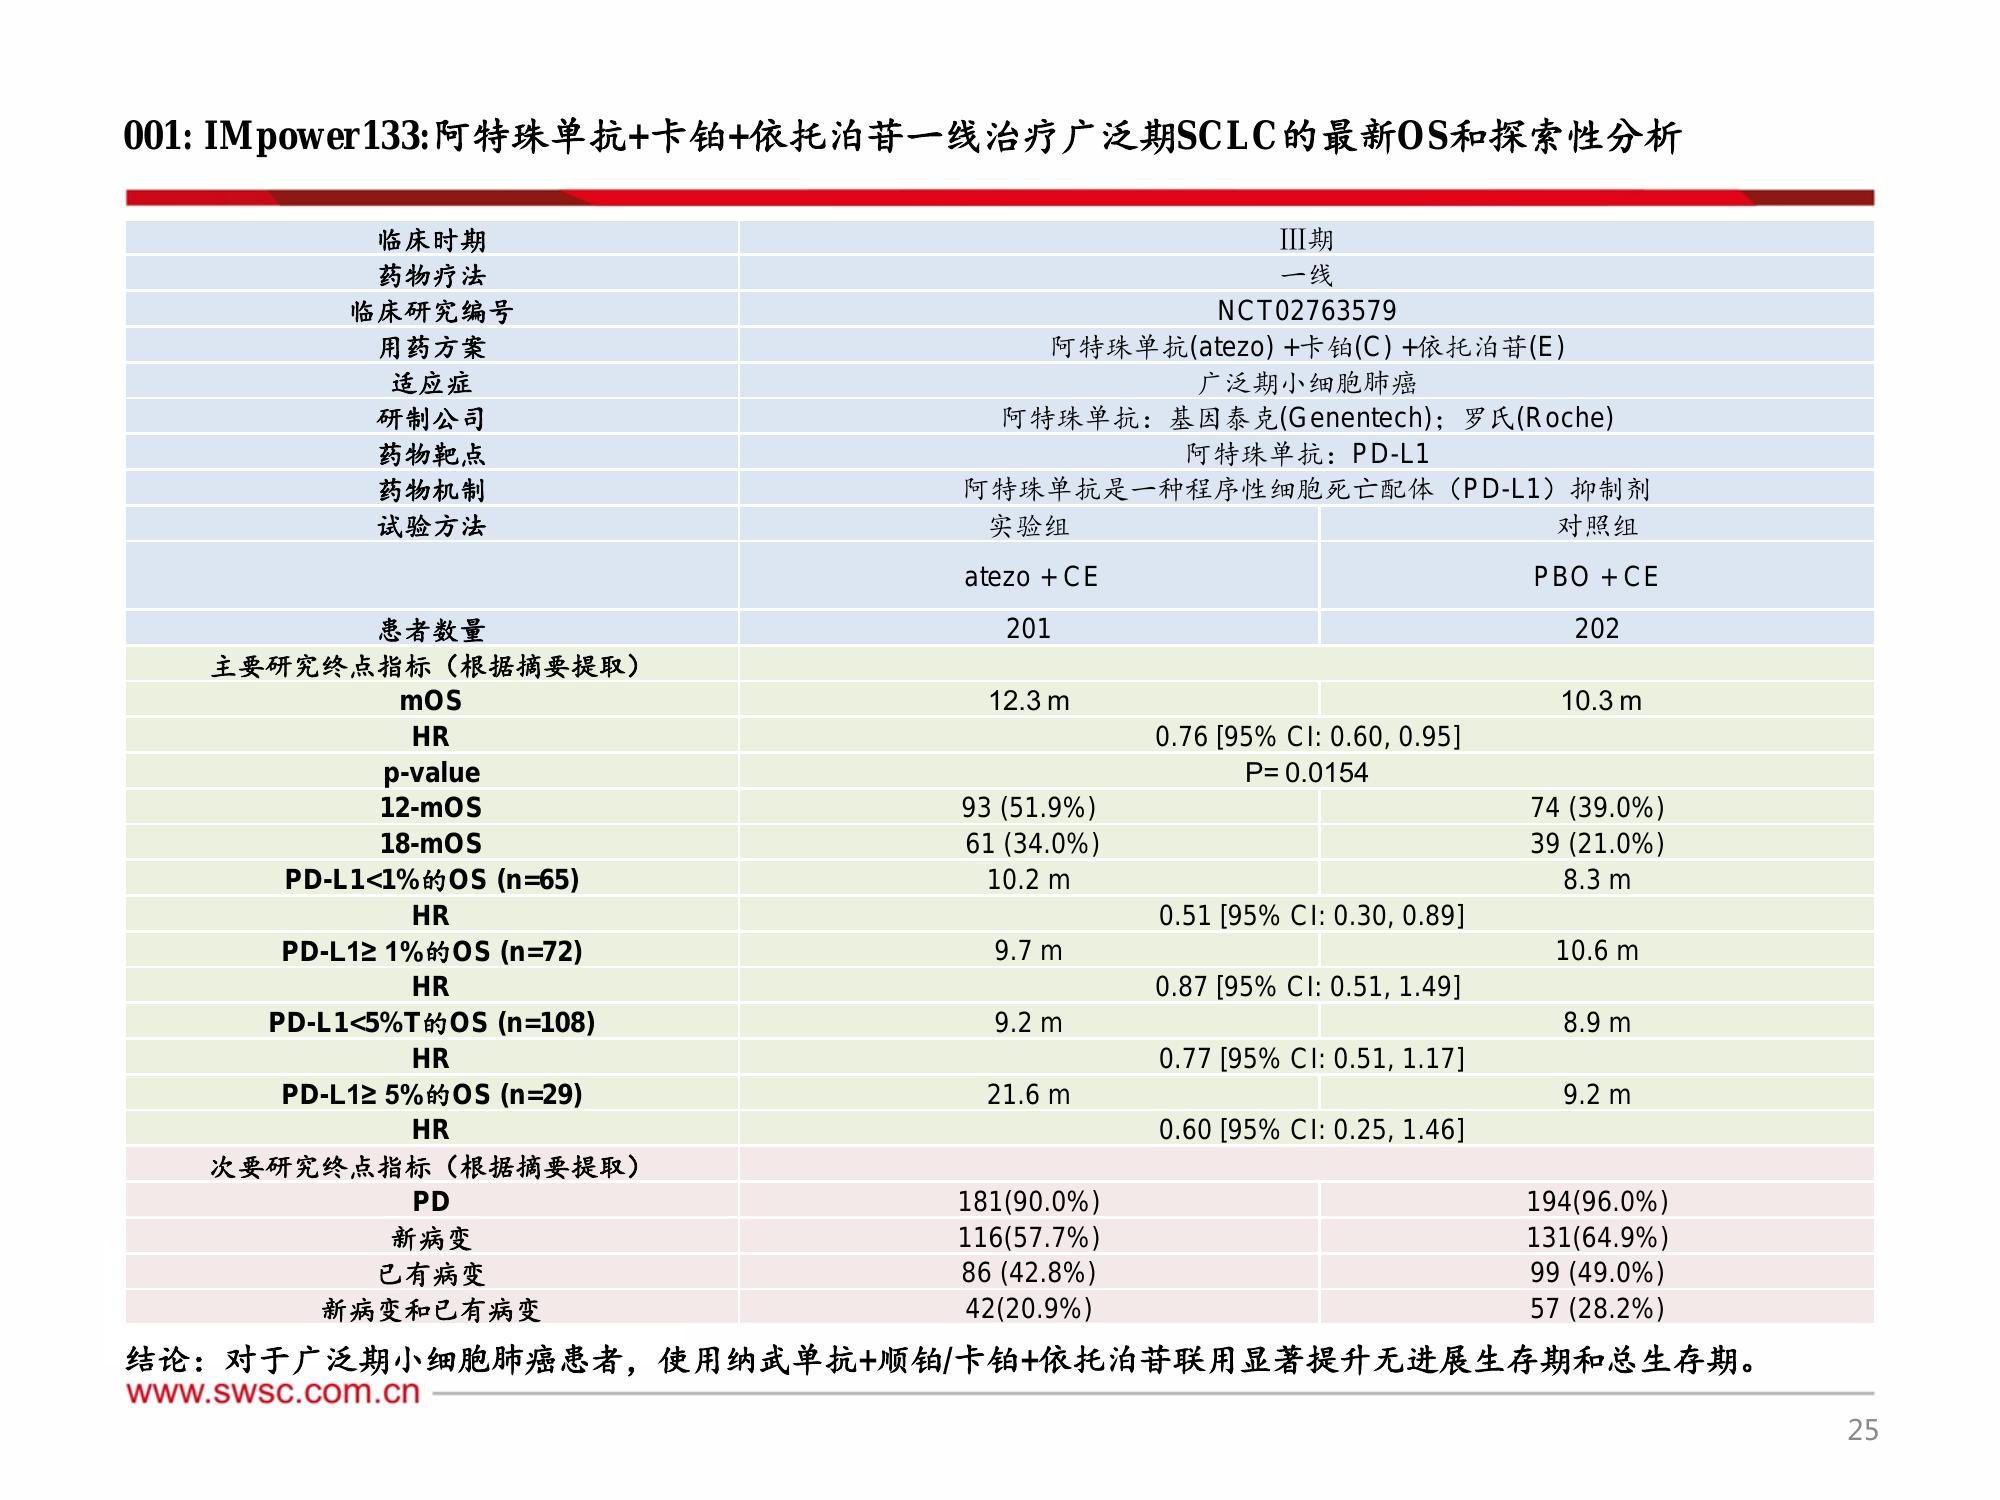 001: IMpower133:阿特珠单抗+卡铂+依托泊苷一线治疗广泛期SCLC的最新OS和探索性分析
临床时期 III期
药物疗法 一线
临床研究编号 NCT02763579
用药方案 阿特珠单抗(atezo) +卡铂(C) +依托泊苷(E)
适应症 广泛期小细胞肺癌
研制公司 阿特珠单抗：基因泰克(Genentech)；罗氏(Roche)
药物靶点 阿特珠单抗：PD-L1
药物机制 阿特珠单抗是一种程序性细胞死亡配体（PD-L1）抑制剂
试验方法 实验组 对照组
atezo + CE PBO + CE
患者数量 201 202
主要研究终点指标（根据摘要提取）
mOS 12.3 m 10.3 m
HR 0.76 [95% CI: 0.60, 0.95]
p-value P= 0.0154
12-mOS 93 (51.9%) 74 (39.0%)
18-mOS 61 (34.0%) 39 (21.0%)
PD-L1<1%的OS (n=65) 10.2 m 8.3 m
HR 0.51 [95% CI: 0.30, 0.89]
PD-L1≥ 1%的OS (n=72) 9.7 m 10.6 m
HR 0.87 [95% CI: 0.51, 1.49]
PD-L1<5%T的OS (n=108) 9.2 m 8.9 m
HR 0.77 [95% CI: 0.51, 1.17]
PD-L1≥ 5%的OS (n=29) 21.6 m 9.2 m
HR 0.60 [95% CI: 0.25, 1.46]
次要研究终点指标（根据摘要提取）
PD 181(90.0%) 194(96.0%)
新病变 116(57.7%) 131(64.9%)
已有病变 86 (42.8%) 99 (49.0%)
新病变和已有病变 42(20.9%) 57 (28.2%)
结论：对于广泛期小细胞肺癌患者，使用纳武单抗+顺铂/卡铂+依托泊苷联用显著提升无进展生存期和总生存期。
www.swsc.com.cn
25